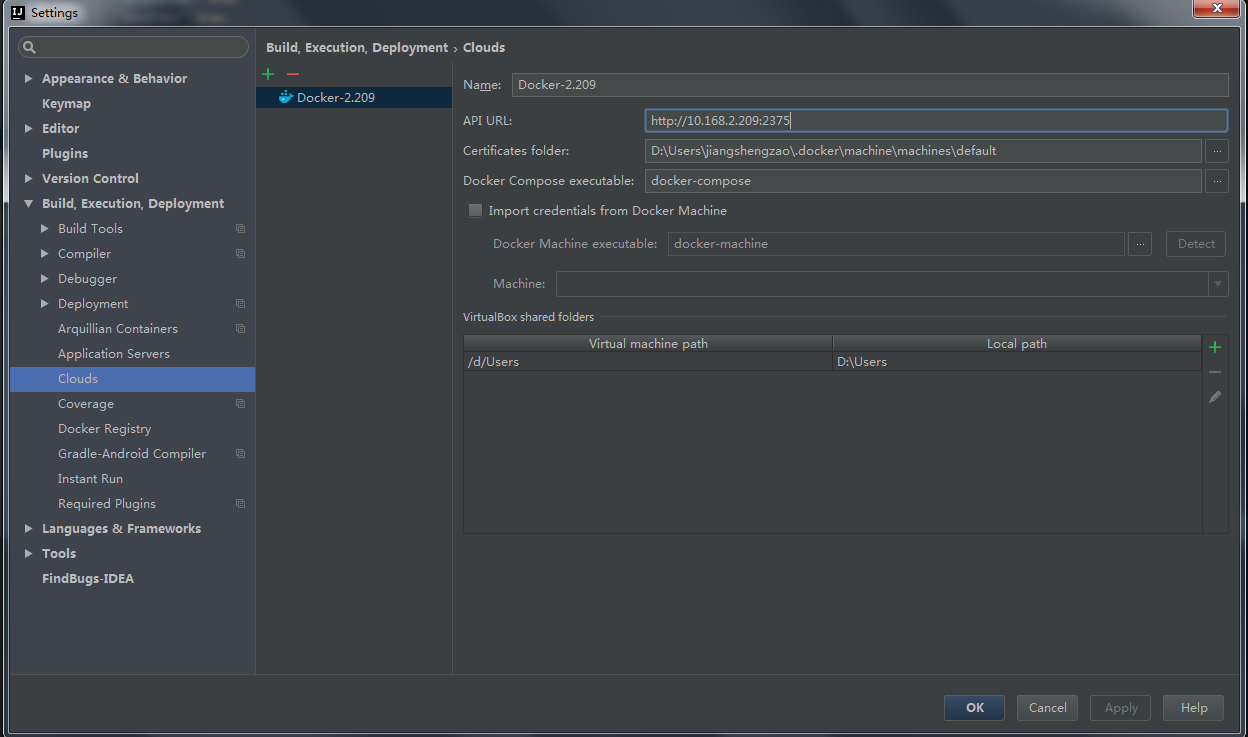 Settings
Build, Execution, Deployment › Clouds
Appearance & Behavior
Keymap
Editor
Plugins
Version Control
Build, Execution, Deployment
Build Tools
Compiler
Debugger
Deployment
Arquillian Containers
Application Servers
Clouds
Coverage
Docker Registry
Gradle-Android Compiler
Instant Run
Required Plugins
Languages & Frameworks
Tools
FindBugs-IDEA
Docker-2.209
Name: Docker-2.209
API URL: http://10.168.2.209:2375
Certificates folder: D:\Users\jiangshengzao\.docker\machine\machines\default ...
Docker Compose executable: docker-compose ...
Import credentials from Docker Machine
Docker Machine executable: docker-machine ... Detect
Machine:
VirtualBox shared folders
Virtual machine path Local path
/d/Users D:\Users
OK Cancel Apply Help